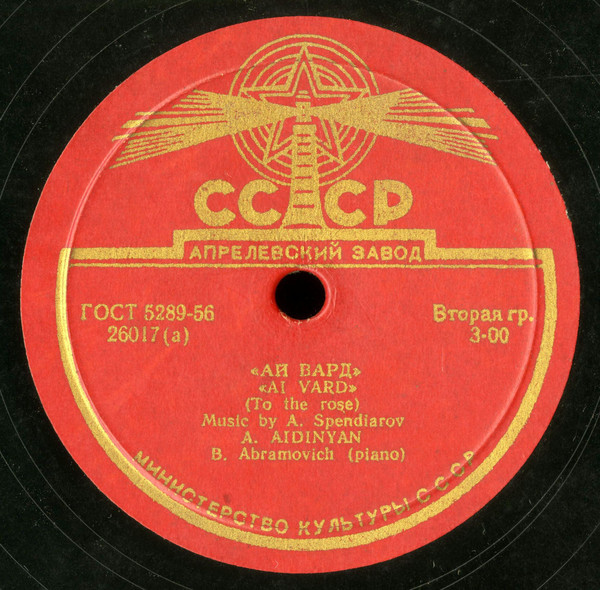 СССР
АПРЕЛЕВСКИЙ ЗАВОД
ГОСТ 5289-56
26017 (а)
Вторая гр.
3-00
«АЙ ВАРД»
«AI VARD»
(To the rose)
Music by A. Spendiarov
A. AIDINYAN
B. Abramovich (piano)
МИНИСТЕРСТВО КУЛЬТУРЫ СССР